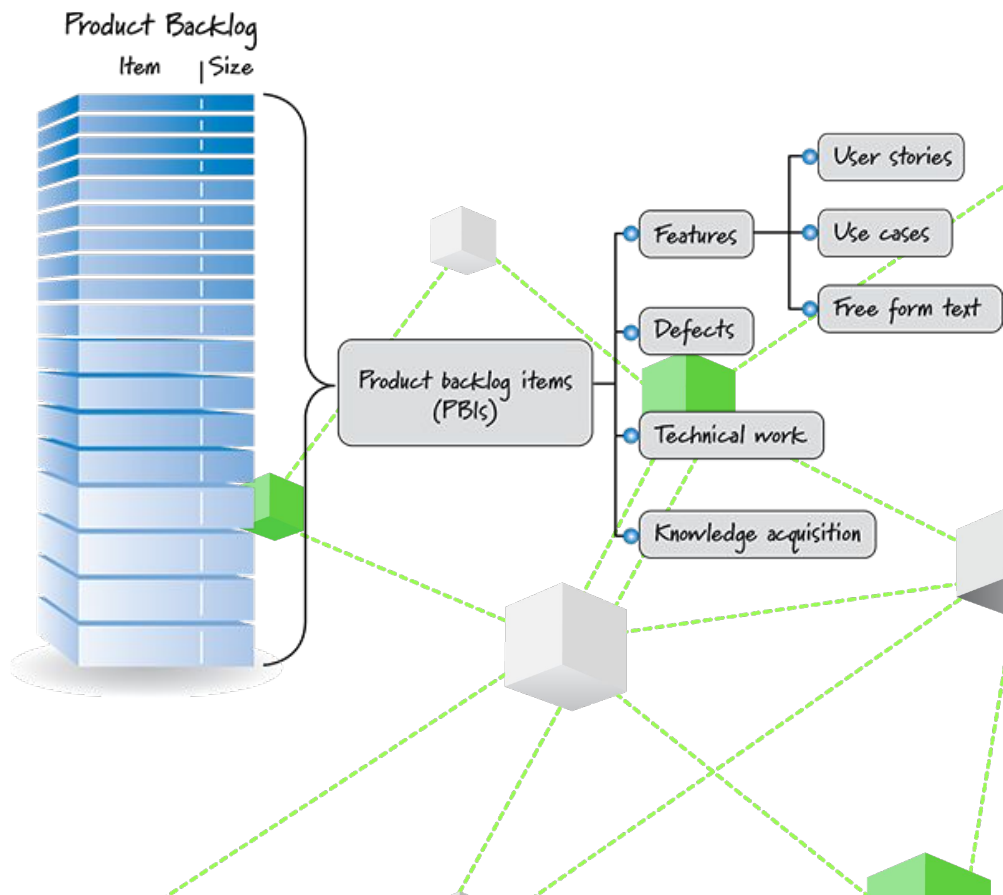 Product Backlog
Item | Size
User stories
Features
Use cases
Free form text
Defects
Product backlog items
(PBIs)
Technical work
Knowledge acquisition